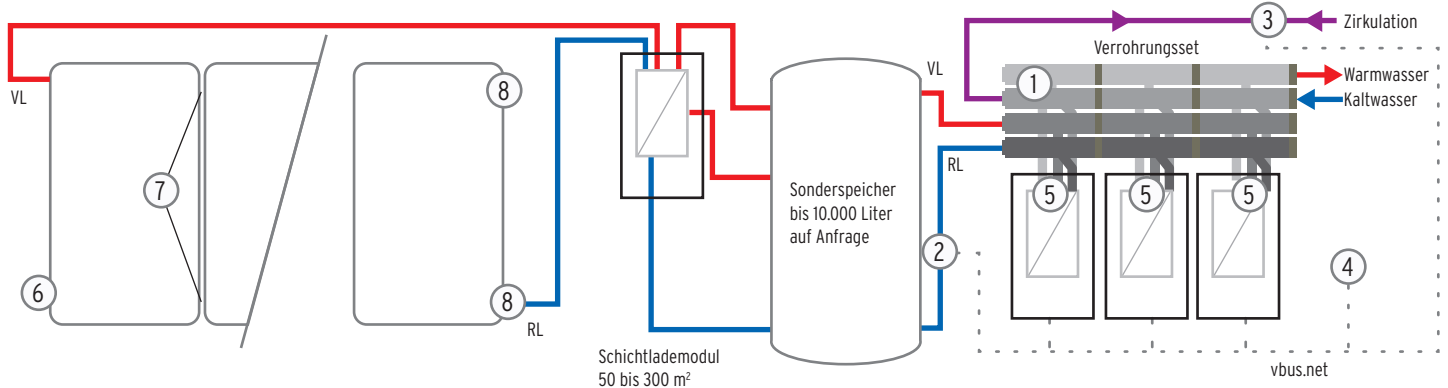 3
Zirkulation
Verrohrungsset
VL
1
Warmwasser
Kaltwasser
VL
8
7
RL
5
5
5
Sonderspeicher
bis 10.000 Liter
auf Anfrage
2
4
6
8
RL
Schichtlademodul
50 bis 300 m²
vbus.net